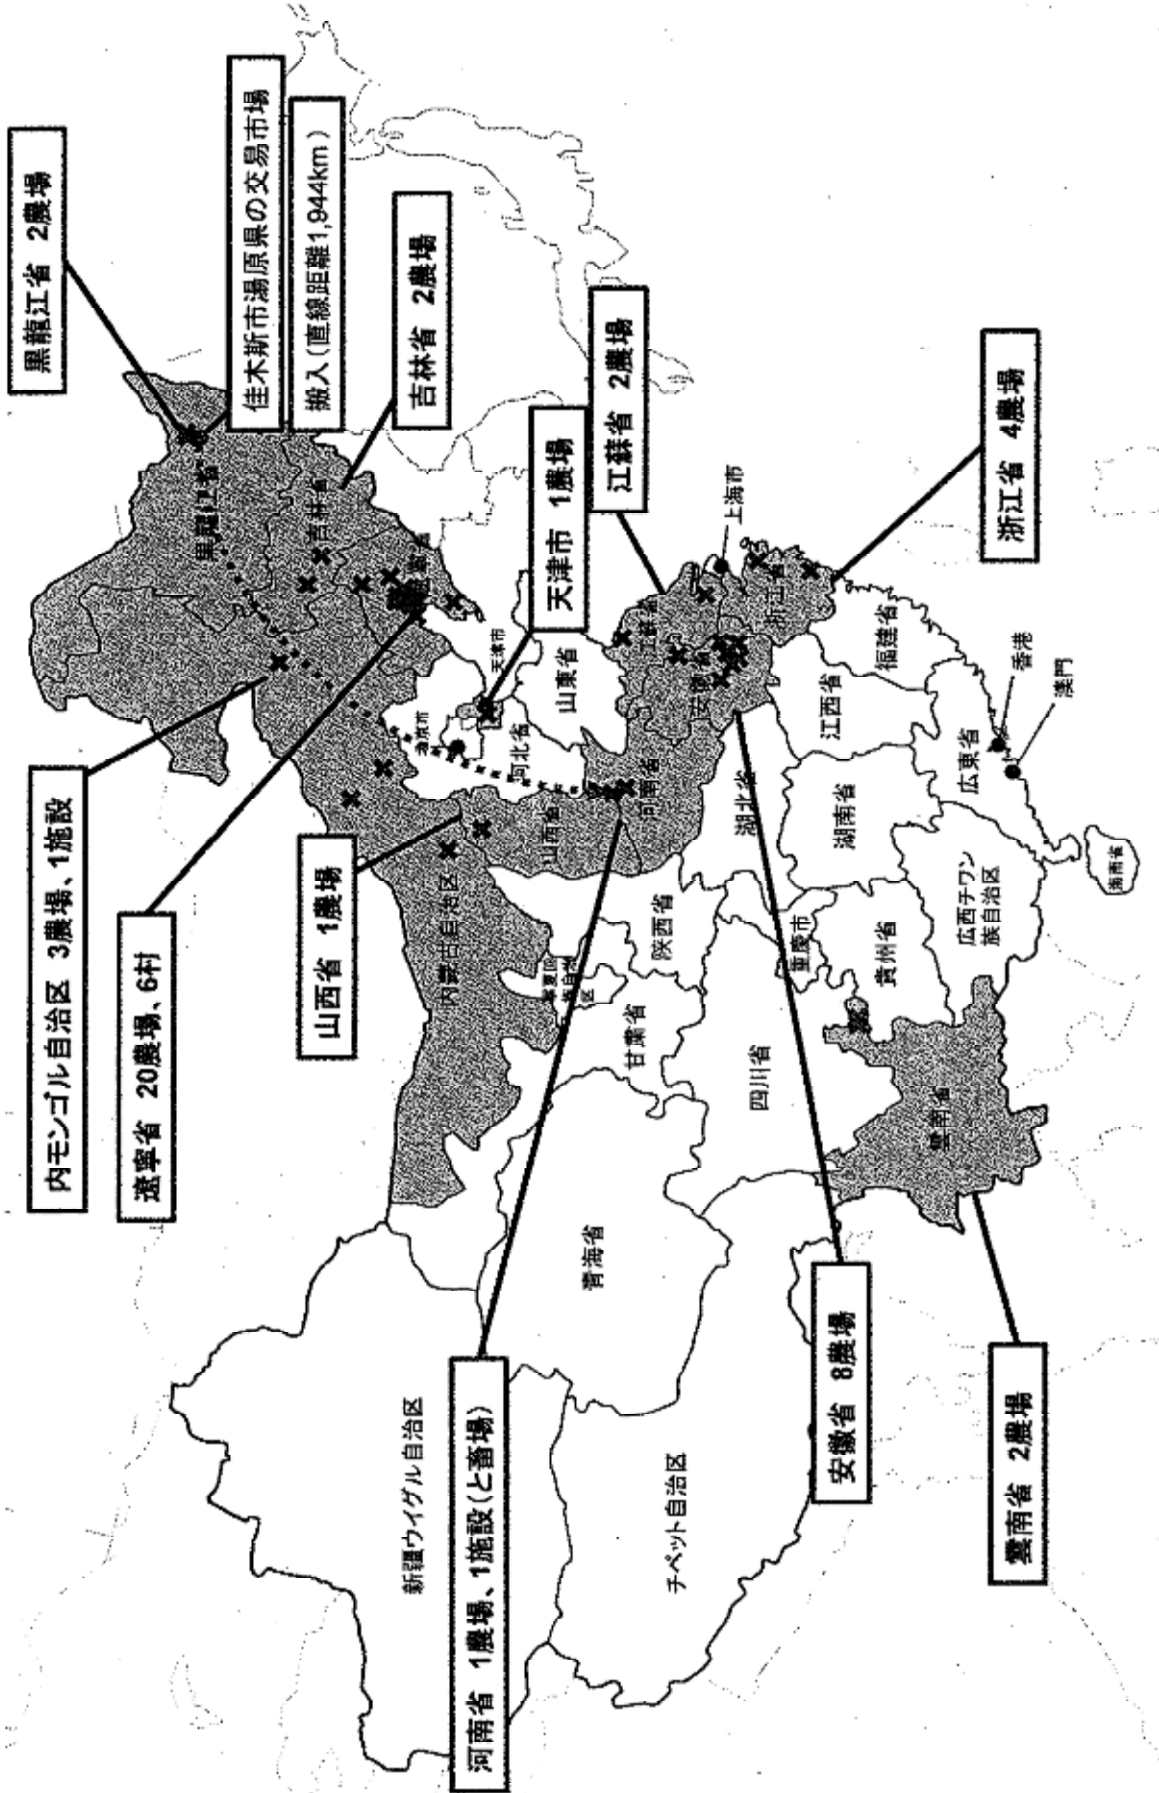 黒龍江省 2農場
佳木斯市湯原県の交易市場
搬入(直線距離1,944km)
吉林省 2農場
江蘇省 2農場
天津市 1農場
浙江省 4農場
内モンゴル自治区 3農場、1施設
遼寧省 20農場、6村
山西省 1農場
河南省 1農場、1施設(と畜場)
安徽省 8農場
雲南省 2農場
黒龍江省
吉林省
内蒙古自治区
北京市
天津市
河北省
山東省
山西省
河南省
江蘇省
安徽省
上海市
浙江省
福建省
江西省
湖北省
湖南省
広東省
香港
澳門
海南省
広西チワン
族自治区
貴州省
重慶市
陝西省
甘粛省
四川省
雲南省
青海省
新疆ウイグル自治区
チベット自治区